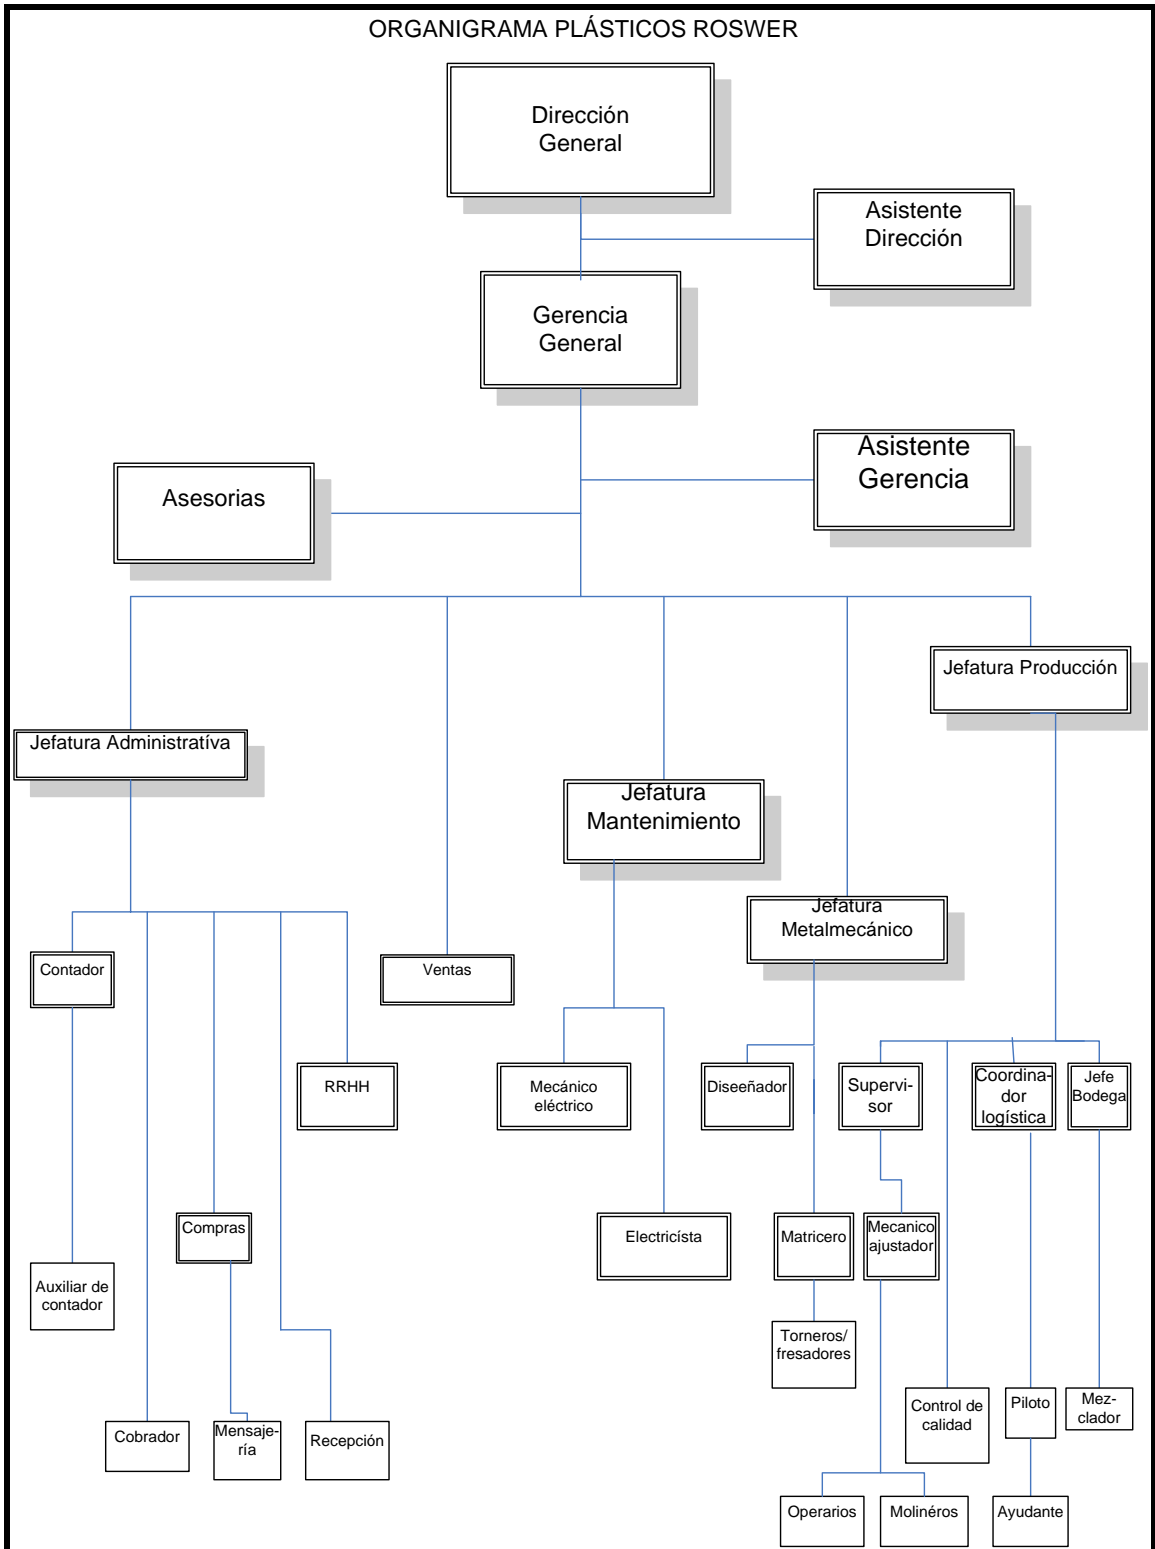 ORGANIGRAMA PLÁSTICOS ROSWER
Dirección
General
Asistente
Dirección
Gerencia
General
Asistente
Gerencia
Asesorias
Jefatura Producción
Jefatura Administratíva
Jefatura
Mantenimiento
Jefatura
Metalmecánico
Contador
Ventas
RRHH
Mecánico
eléctrico
Diseeñador
Supervi-
sor
Coordina-
dor
logística
Jefe
Bodega
Compras
Electricísta
Matricero
Mecanico
ajustador
Auxiliar de
contador
Torneros/
fresadores
Cobrador
Mensaje-
ría
Recepción
Control de
calidad
Piloto
Mez-
clador
Operarios
Molinéros
Ayudante